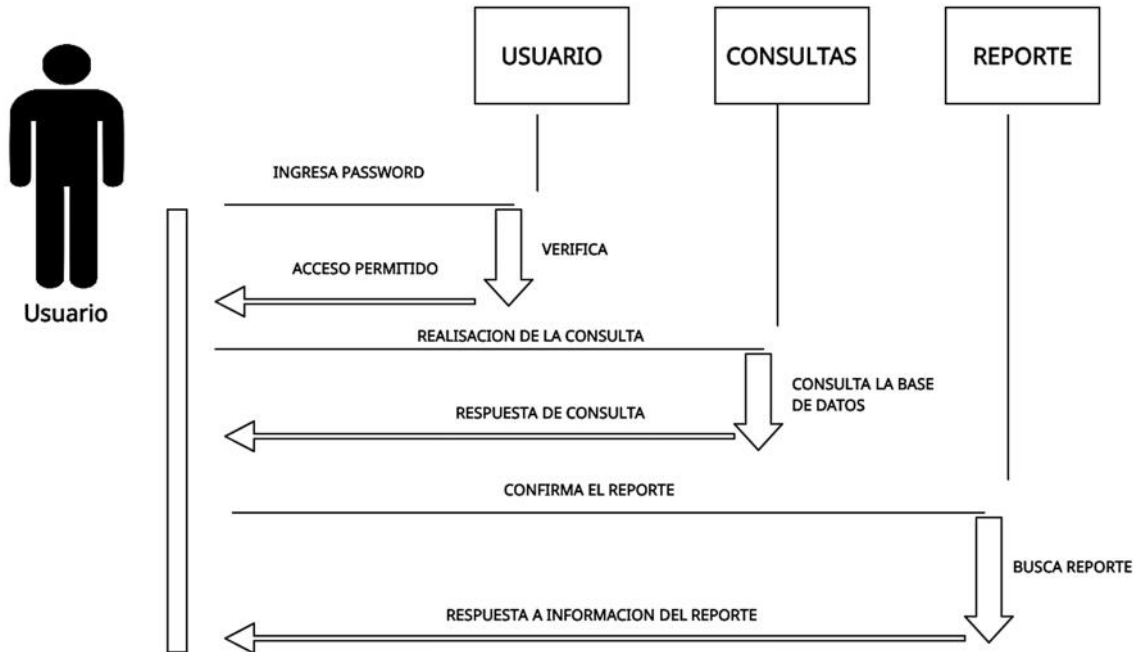 USUARIO
CONSULTAS
REPORTE
Usuario
INGRESA PASSWORD
VERIFICA
ACCESO PERMITIDO
REALISACION DE LA CONSULTA
CONSULTA LA BASE
DE DATOS
RESPUESTA DE CONSULTA
CONFIRMA EL REPORTE
BUSCA REPORTE
RESPUESTA A INFORMACION DEL REPORTE